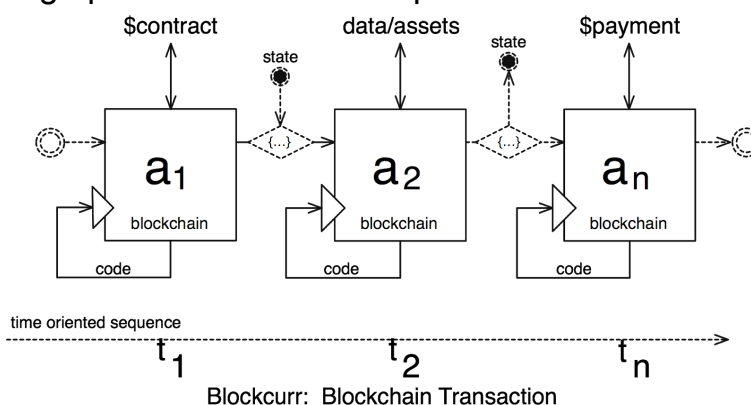 $contract data/assets $payment
state state
{...} {...}
a1 a2 an
blockchain blockchain blockchain
code code code
time oriented sequence
t1 t2 tn
Blockcurr: Blockchain Transaction